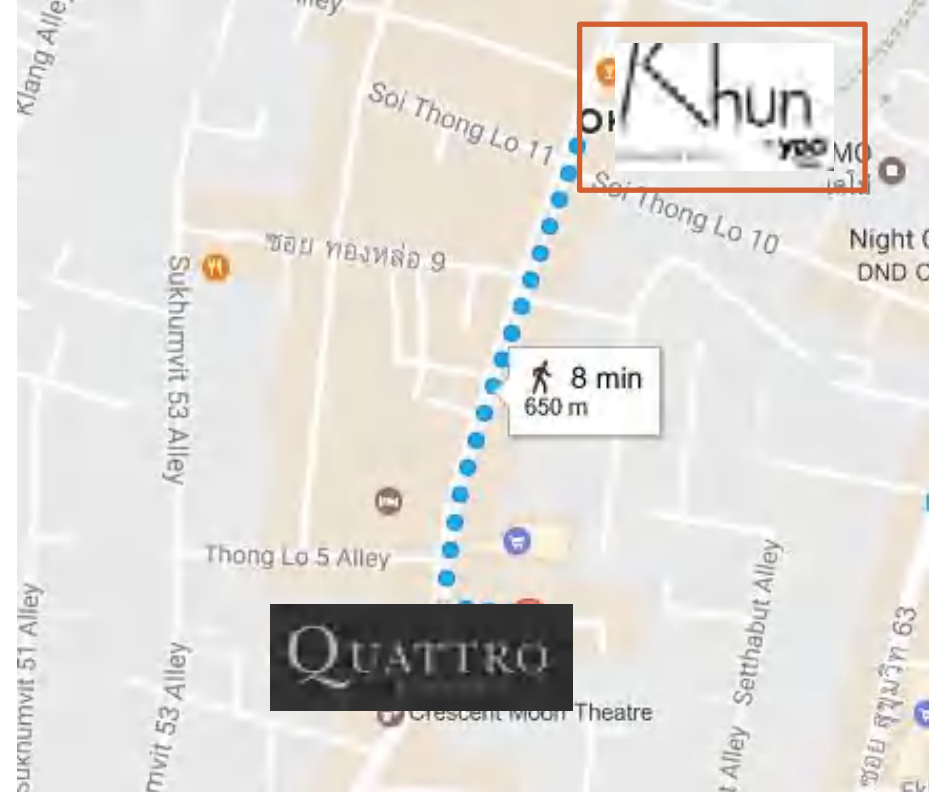 Klang Alle
lley
Soi Thong Lo 11
Khun
YOO
MO
Soi Thong Lo 10
Night
DND
ซอย ทองหล่อ 9
Sukhumvit 53 Alley
8 min
650 m
Thong Lo 5 Alley
QUATTRO
Crescent Moon Theatre
Sukhumvit 51 Alley
mvit 53 Alley
Setthabut Alley
t Alley
ซอย สุขุมวิท 63